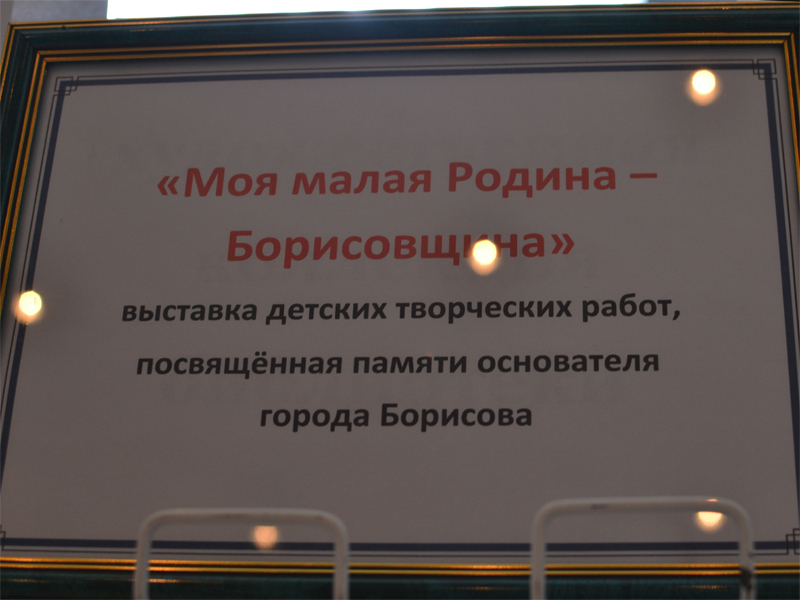 «Моя малая Родина –
Борисовщина»
выставка детских творческих работ,
посвящённая памяти основателя
города Борисова